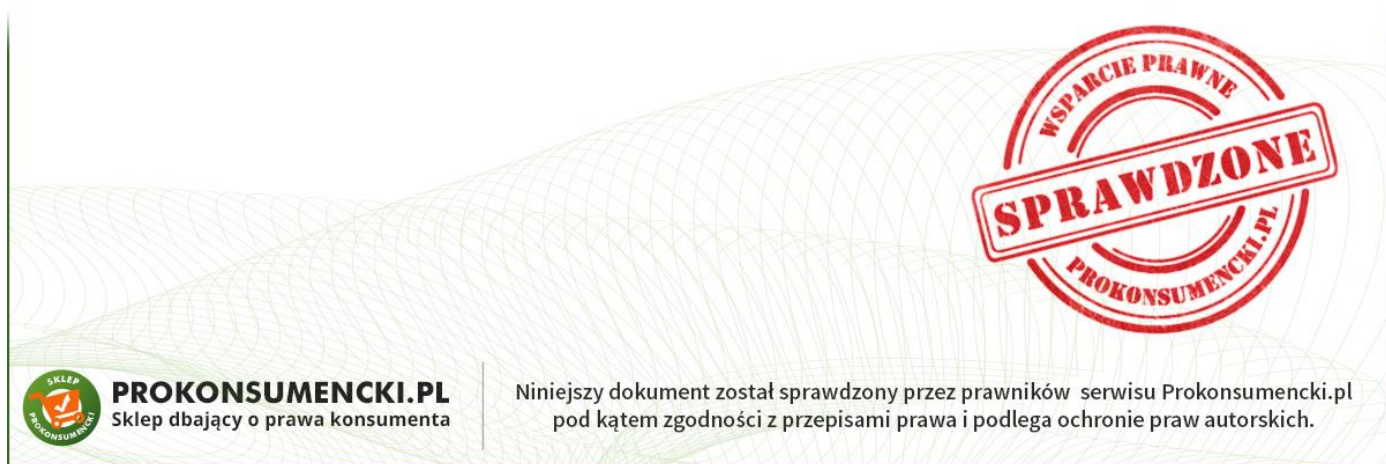 WSPARCIE PRAWNE
SPRAWDZONE
PROKONSUMENCKI.PL
SKLEP
PROKONSUMENCKI
PROKONSUMENCKI.PL
Sklep dbający o prawa konsumenta
Niniejszy dokument został sprawdzony przez prawników serwisu Prokonsumencki.pl
pod kątem zgodności z przepisami prawa i podlega ochronie praw autorskich.